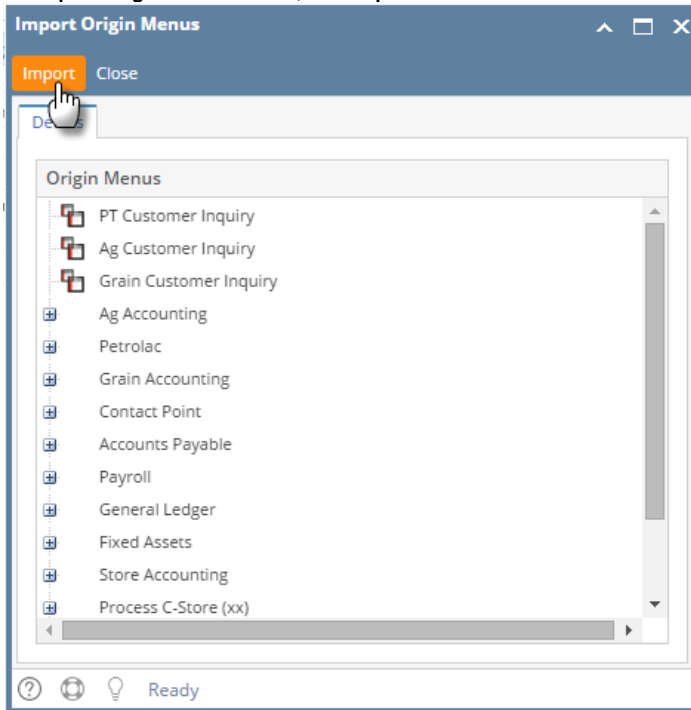 Import Origin Menus
Import Close
Origin Menus
PT Customer Inquiry
Ag Customer Inquiry
Grain Customer Inquiry
Ag Accounting
Petrolac
Grain Accounting
Contact Point
Accounts Payable
Payroll
General Ledger
Fixed Assets
Store Accounting
Process C-Store (xx)
Ready